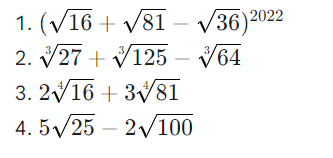 1. (√16 + √81 − √36)²⁰²²
2. ∛27 + ∛125 − ∛64
3. 2∜16 + 3∜81
4. 5√25 − 2√100